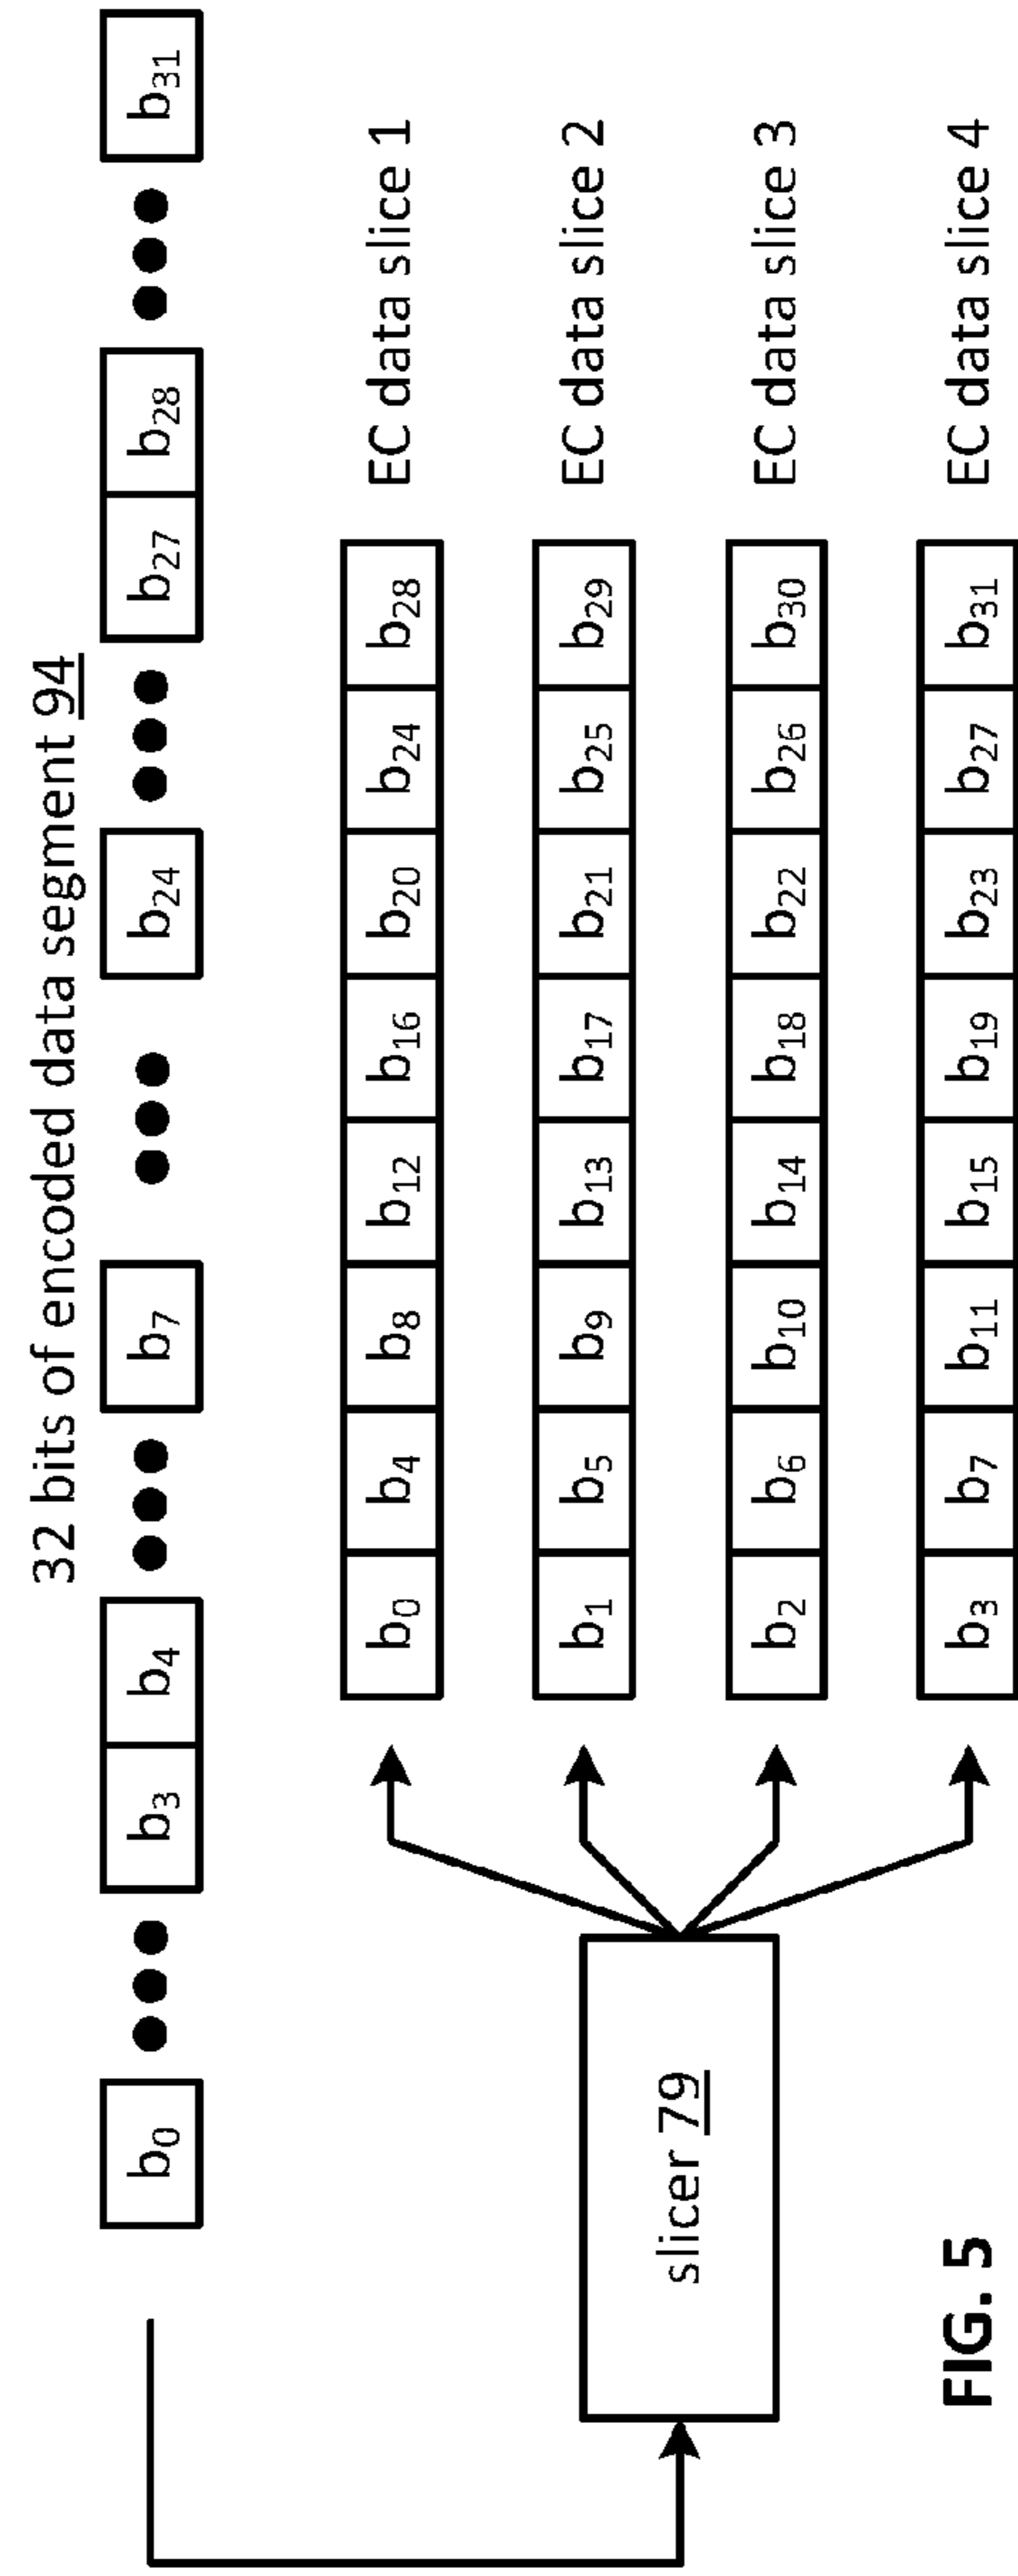 32 bits of encoded data segment 94
b0 b3 b4 b7 b24 b27 b28 b31
b0 b4 b8 b12 b16 b20 b24 b28 EC data slice 1
b1 b5 b9 b13 b17 b21 b25 b29 EC data slice 2
slicer 79
b2 b6 b10 b14 b18 b22 b26 b30 EC data slice 3
b3 b7 b11 b15 b19 b23 b27 b31 EC data slice 4
FIG. 5